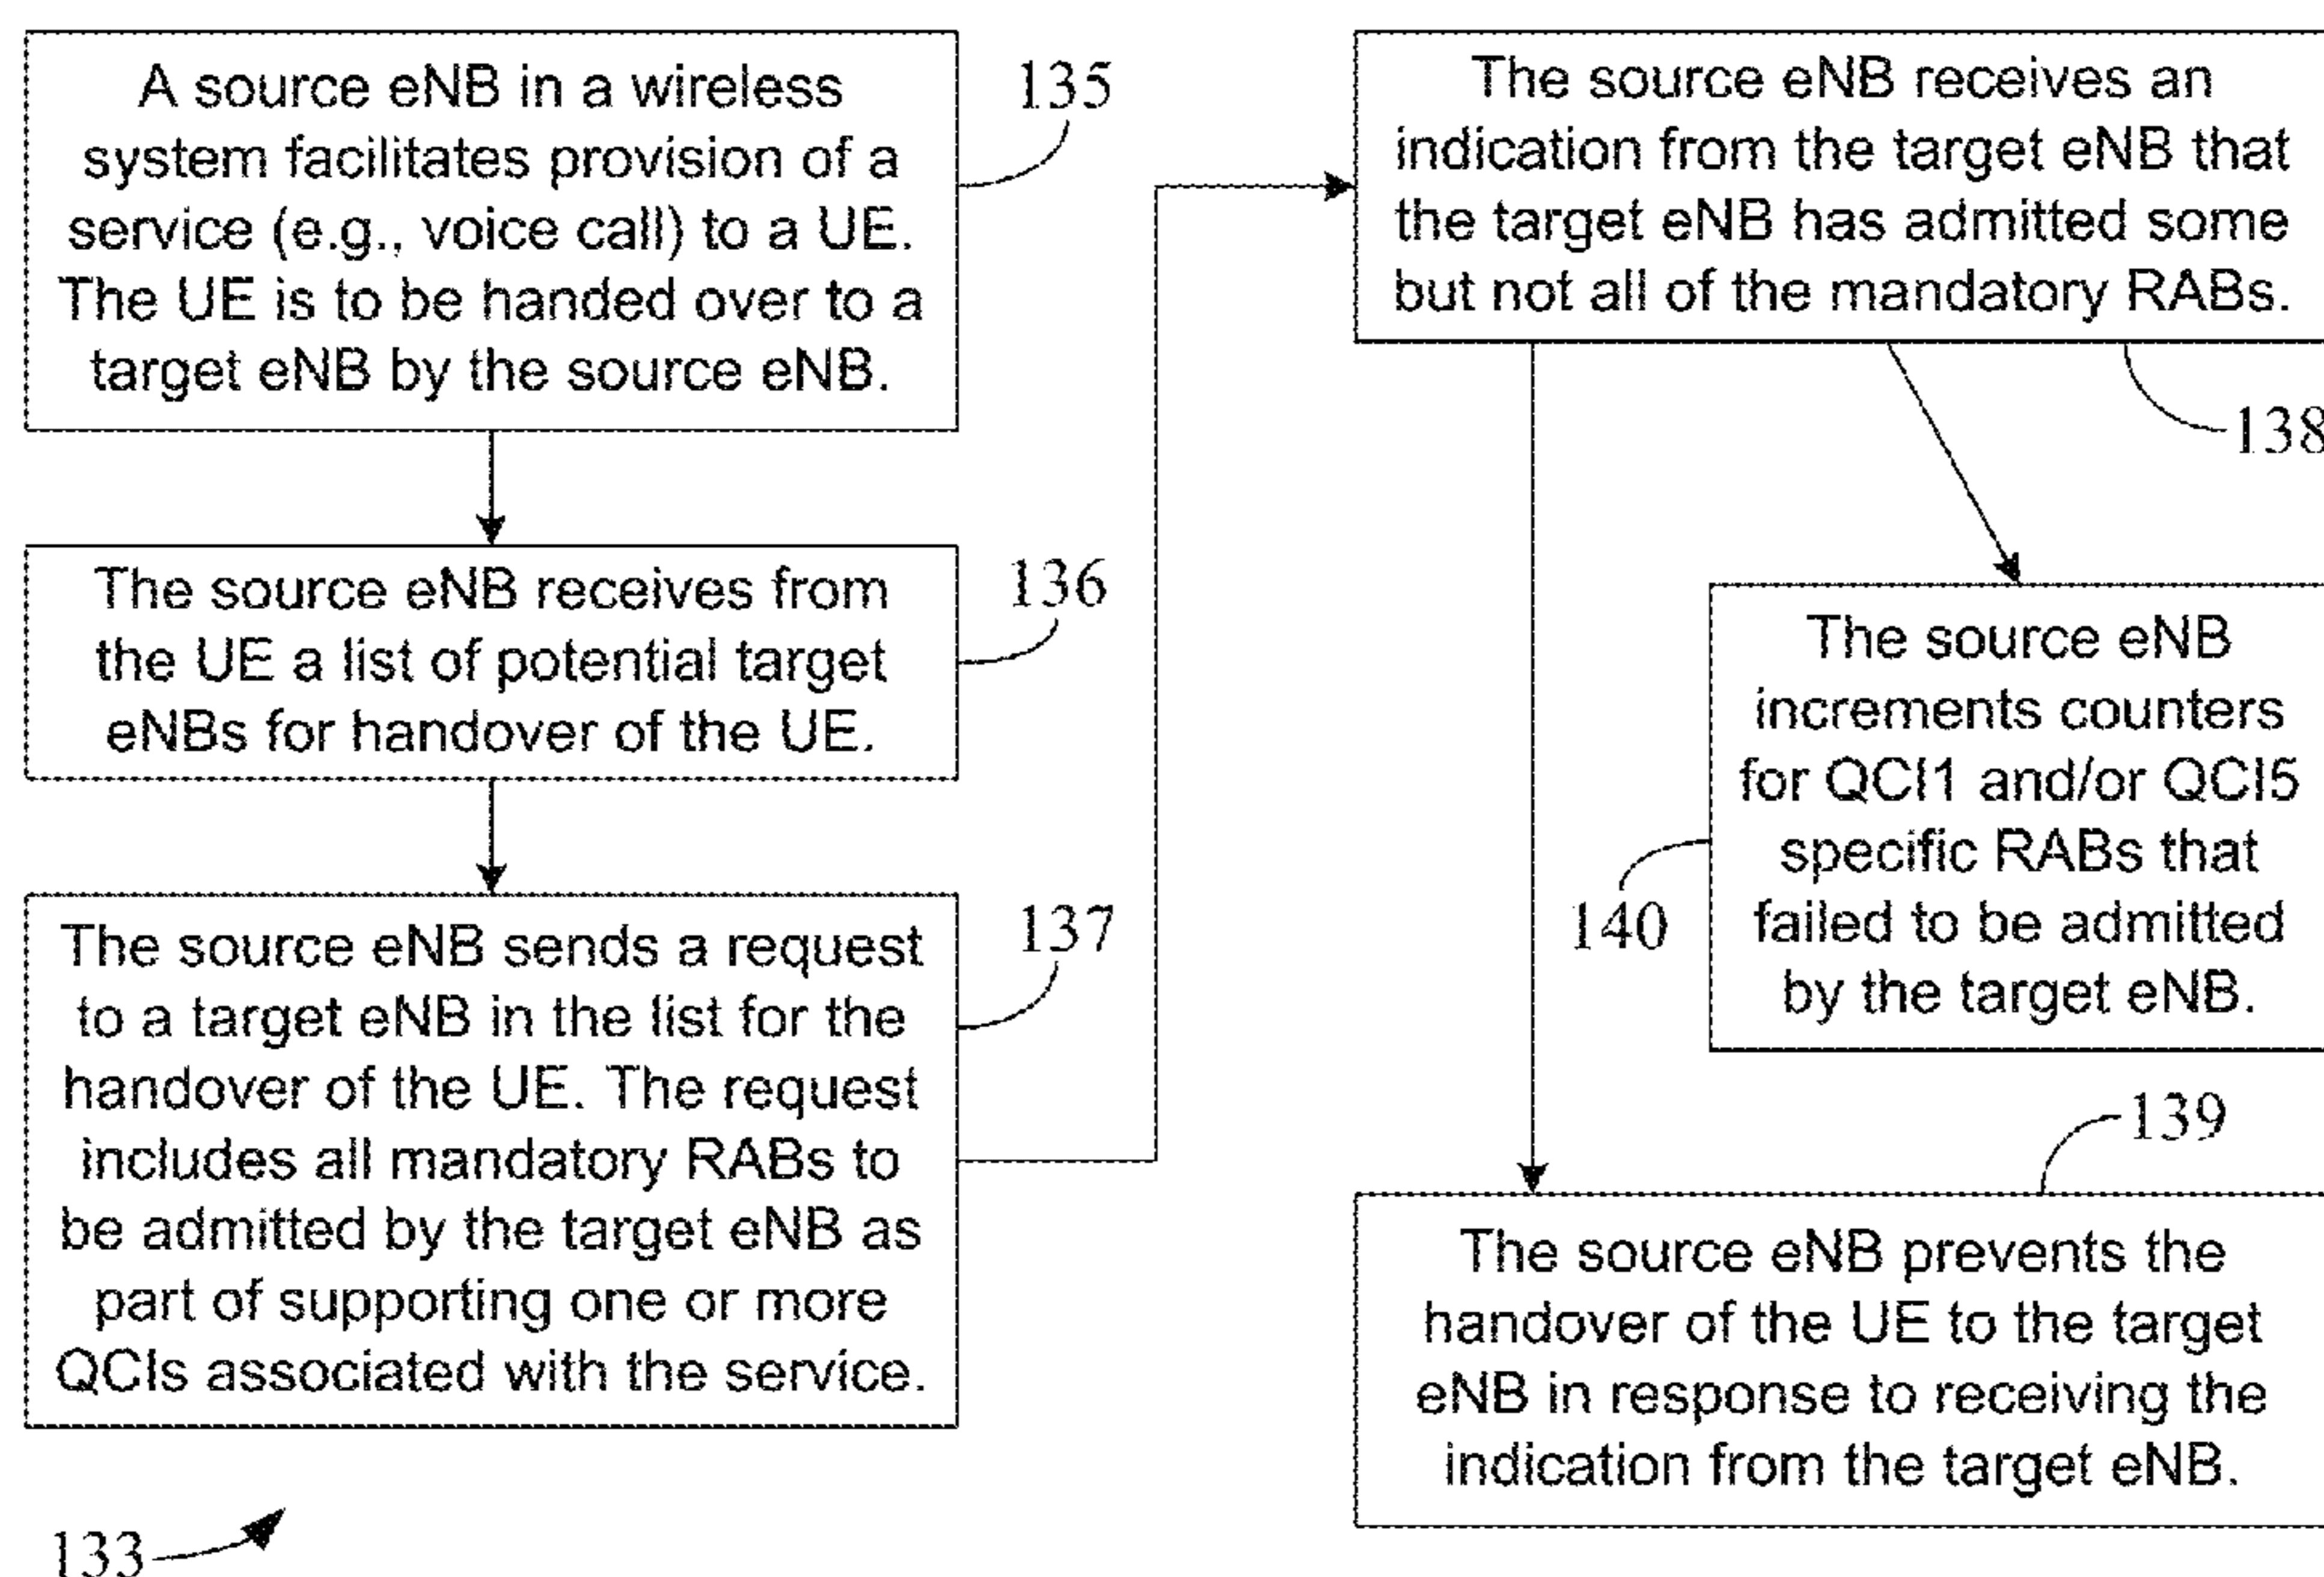 A source eNB in a wireless
system facilitates provision of a
service (e.g., voice call) to a UE.
The UE is to be handed over to a
target eNB by the source eNB.
135
The source eNB receives from
the UE a list of potential target
eNBs for handover of the UE.
136
The source eNB sends a request
to a target eNB in the list for the
handover of the UE. The request
includes all mandatory RABs to
be admitted by the target eNB as
part of supporting one or more
QCIs associated with the service.
137
133
The source eNB receives an
indication from the target eNB that
the target eNB has admitted some
but not all of the mandatory RABs.
138
The source eNB
increments counters
for QCI1 and/or QCI5
specific RABs that
failed to be admitted
by the target eNB.
140
139
The source eNB prevents the
handover of the UE to the target
eNB in response to receiving the
indication from the target eNB.